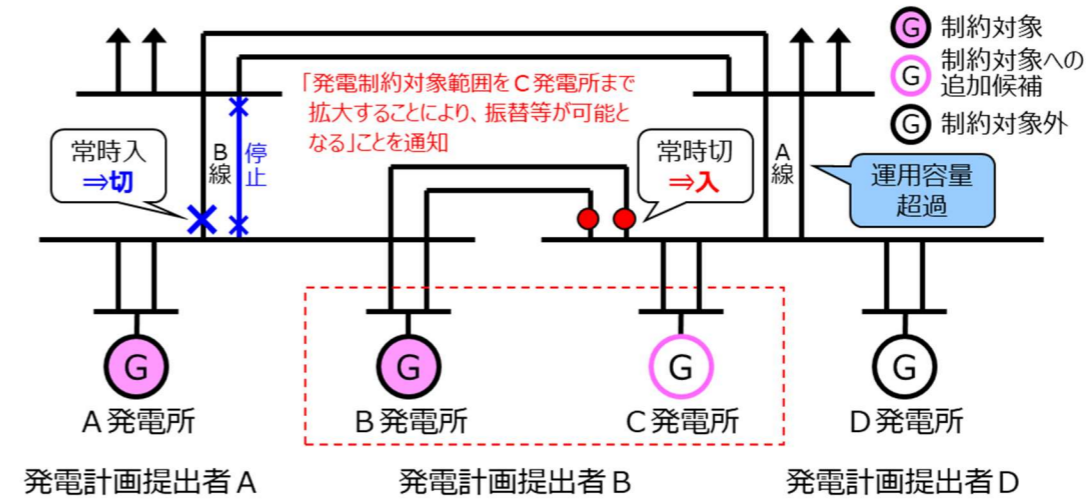 G 制約対象
G 制約対象への
追加候補
G 制約対象外
「発電制約対象範囲をC発電所まで
拡大することにより、振替等が可能と
なる」ことを通知
常時入
⇒切
B線
停止
常時切
⇒入
A線
運用容量
超過
G
G
G
G
A発電所
B発電所
C発電所
D発電所
発電計画提出者A
発電計画提出者B
発電計画提出者D